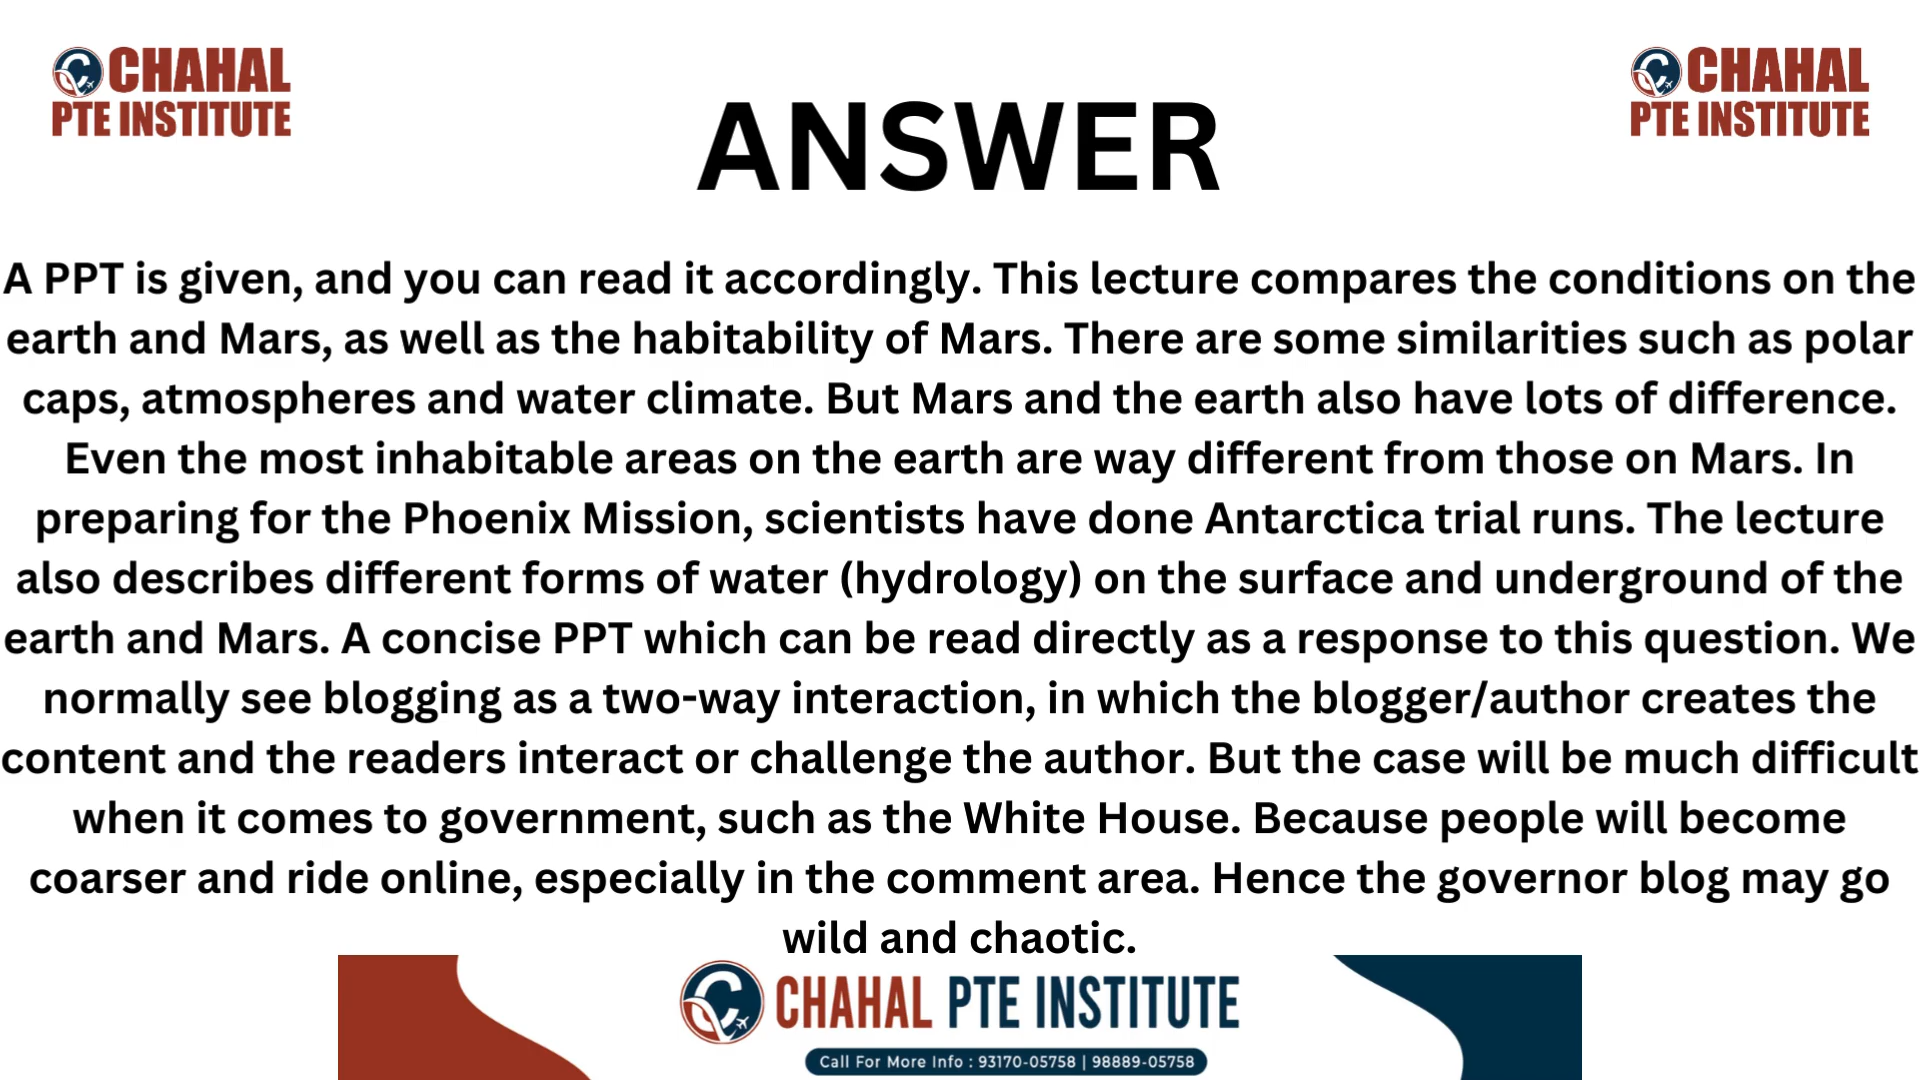 CHAHAL
PTE INSTITUTE
CHAHAL
PTE INSTITUTE
ANSWER
A PPT is given, and you can read it accordingly. This lecture compares the conditions on the
earth and Mars, as well as the habitability of Mars. There are some similarities such as polar
caps, atmospheres and water climate. But Mars and the earth also have lots of difference.
Even the most inhabitable areas on the earth are way different from those on Mars. In
preparing for the Phoenix Mission, scientists have done Antarctica trial runs. The lecture
also describes different forms of water (hydrology) on the surface and underground of the
earth and Mars. A concise PPT which can be read directly as a response to this question. We
normally see blogging as a two-way interaction, in which the blogger/author creates the
content and the readers interact or challenge the author. But the case will be much difficult
when it comes to government, such as the White House. Because people will become
coarser and ride online, especially in the comment area. Hence the governor blog may go
wild and chaotic.
CHAHAL PTE INSTITUTE
Call For More Info : 93170-05758 | 98889-05758